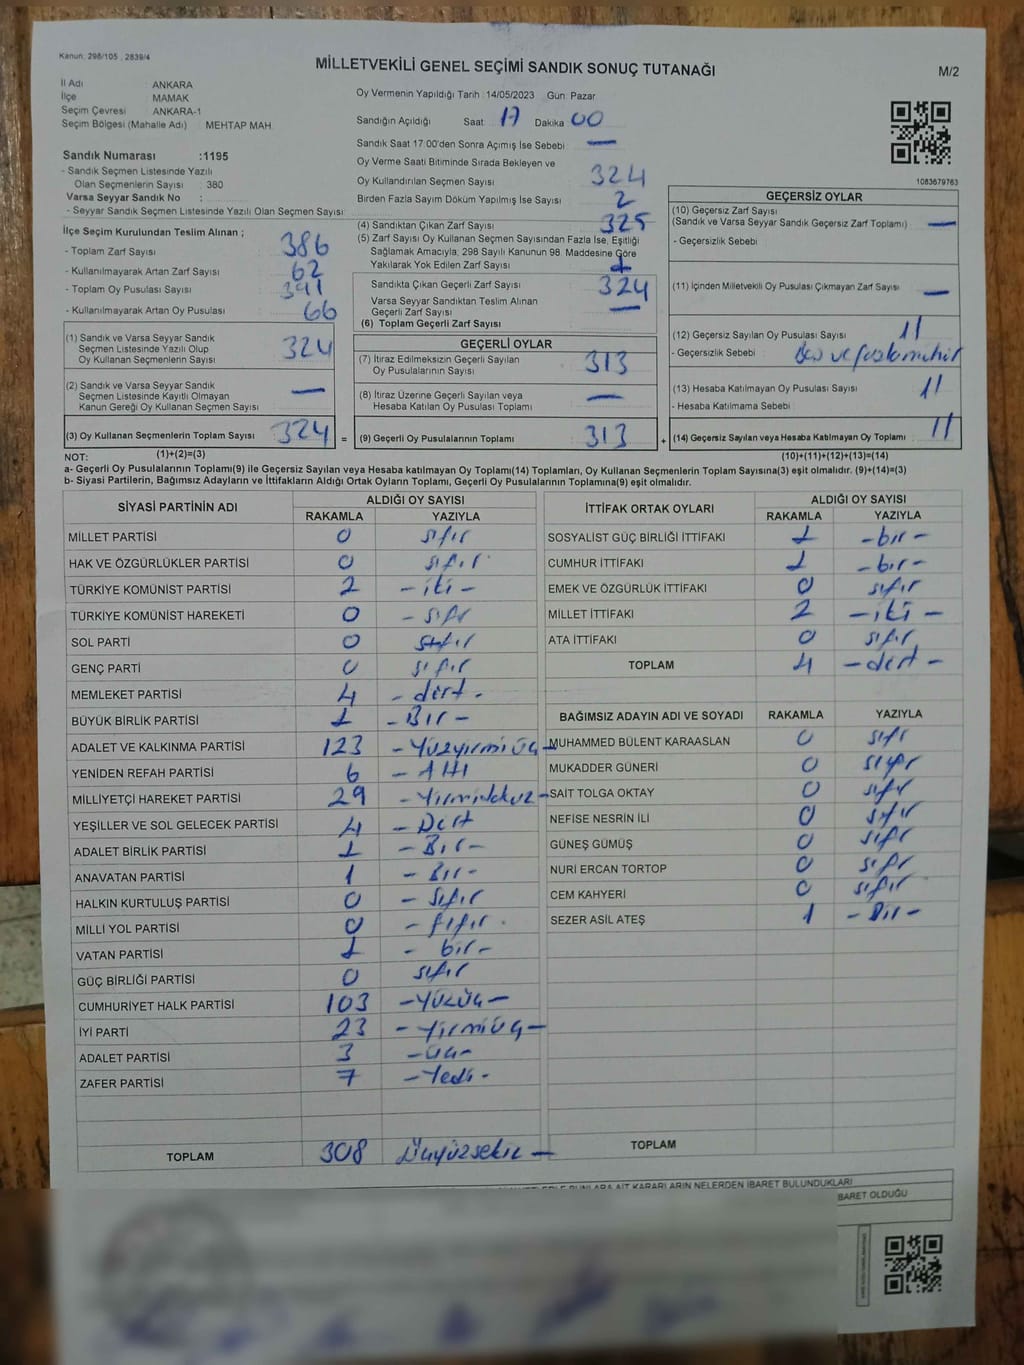 Kanun: 298/105 , 2839/4
MİLLETVEKİLİ GENEL SEÇİMİ SANDIK SONUÇ TUTANAĞI
M/2
İl Adı : ANKARA
İlçe : MAMAK
Seçim Çevresi : ANKARA-1
Seçim Bölgesi (Mahalle Adı) : MEHTAP MAH.
Sandık Numarası :1195
- Sandık Seçmen Listesinde Yazılı
Olan Seçmenlerin Sayısı : 380
Varsa Seyyar Sandık No :
- Seyyar Sandık Seçmen Listesinde Yazılı Olan Seçmen Sayısı :
İlçe Seçim Kurulundan Teslim Alınan ;
- Toplam Zarf Sayısı : 386
- Kullanılmayarak Artan Zarf Sayısı : 62
- Toplam Oy Pusulası Sayısı : 391
- Kullanılmayarak Artan Oy Pusulası : 66
(1) Sandık ve Varsa Seyyar Sandık
Seçmen Listesinde Yazılı Olup
Oy Kullanan Seçmenlerin Sayısı : 324
(2) Sandık ve Varsa Seyyar Sandık
Seçmen Listesinde Kayıtlı Olmayan
Kanun Gereği Oy Kullanan Seçmen Sayısı : —
(3) Oy Kullanan Seçmenlerin Toplam Sayısı : 324 =
NOT: (1)+(2)=(3)
Oy Vermenin Yapıldığı Tarih :14/05/2023 Gün : Pazar
Sandığın Açıldığı Saat : 17 Dakika : 00
Sandık Saat 17:00'den Sonra Açımış İse Sebebi : —
Oy Verme Saati Bitiminde Sırada Bekleyen ve
Oy Kullandırılan Seçmen Sayısı : 324
Birden Fazla Sayım Döküm Yapılmış İse Sayısı : 2
(4) Sandıktan Çıkan Zarf Sayısı : 325
(5) Zarf Sayısı Oy Kullanan Seçmen Sayısından Fazla İse, Eşitliği
Sağlamak Amacıyla; 298 Sayılı Kanunun 98. Maddesine Göre
Yakılarak Yok Edilen Zarf Sayısı : 1
Sandıkta Çıkan Geçerli Zarf Sayısı : 324
Varsa Seyyar Sandıktan Teslim Alınan
Geçerli Zarf Sayısı : —
(6) Toplam Geçerli Zarf Sayısı :
GEÇERLİ OYLAR
(7) İtiraz Edilmeksizin Geçerli Sayılan
Oy Pusulalarının Sayısı : 313
(8) İtiraz Üzerine Geçerli Sayılan veya
Hesaba Katılan Oy Pusulası Toplamı : —
(9) Geçerli Oy Pusulalarının Toplamı : 313 +
1083679763
GEÇERSİZ OYLAR
(10) Geçersiz Zarf Sayısı
(Sandık ve Varsa Seyyar Sandık Geçersiz Zarf Toplamı) : —
- Geçersizlik Sebebi :
(11) İçinden Milletvekili Oy Pusulası Çıkmayan Zarf Sayısı : —
(12) Geçersiz Sayılan Oy Pusulası Sayısı : 11
- Geçersizlik Sebebi : ve fazla mühür
(13) Hesaba Katılmayan Oy Pusulası Sayısı : 11
- Hesaba Katılmama Sebebi :
(14) Geçersiz Sayılan veya Hesaba Katılmayan Oy Toplamı : 11
(10)+(11)+(12)+(13)=(14)
a- Geçerli Oy Pusulalarının Toplamı(9) ile Geçersiz Sayılan veya Hesaba katılmayan Oy Toplamı(14) Toplamları, Oy Kullanan Seçmenlerin Toplam Sayısına(3) eşit olmalıdır. (9)+(14)=(3)
b- Siyasi Partilerin, Bağımsız Adayların ve İttifakların Aldığı Ortak Oyların Toplamı, Geçerli Oy Pusulalarının Toplamına(9) eşit olmalıdır.
SİYASİ PARTİNİN ADI ALDIĞI OY SAYISI
RAKAMLA YAZIYLA
MİLLET PARTİSİ 0 sıfır
HAK VE ÖZGÜRLÜKLER PARTİSİ 0 sıfır
TÜRKİYE KOMÜNİST PARTİSİ 2 - iki -
TÜRKİYE KOMÜNİST HAREKETİ 0 - sıfır
SOL PARTİ 0 sıfır
GENÇ PARTİ 0 sıfır
MEMLEKET PARTİSİ 4 - dört -
BÜYÜK BİRLİK PARTİSİ 1 - Bır -
ADALET VE KALKINMA PARTİSİ 123 - Yüzyirmi üç -
YENİDEN REFAH PARTİSİ 6 - Altı
MİLLİYETÇİ HAREKET PARTİSİ 29 - Yirmidokuz -
YEŞİLLER VE SOL GELECEK PARTİSİ 4 - Dört
ADALET BİRLİK PARTİSİ 1 - Bır -
ANAVATAN PARTİSİ 1 - Bır -
HALKIN KURTULUŞ PARTİSİ 0 - Sıfır
MİLLİ YOL PARTİSİ 0 - sıfır -
VATAN PARTİSİ 1 - bir -
GÜÇ BİRLİĞİ PARTİSİ 0 sıfır
CUMHURİYET HALK PARTİSİ 103 - Yüzüç -
İYİ PARTİ 23 - Yirmi üç -
ADALET PARTİSİ 3 - üç -
ZAFER PARTİSİ 7 - Yedi -
TOPLAM 308 Üçyüzsekiz -
İTTİFAK ORTAK OYLARI ALDIĞI OY SAYISI
RAKAMLA YAZIYLA
SOSYALİST GÜÇ BİRLİĞİ İTTİFAKI 1 - bır -
CUMHUR İTTİFAKI 1 - bır -
EMEK VE ÖZGÜRLÜK İTTİFAKI 0 sıfır
MİLLET İTTİFAKI 2 - iki -
ATA İTTİFAKI 0 sıfır
TOPLAM 4 - dört -
BAĞIMSIZ ADAYIN ADI VE SOYADI RAKAMLA YAZIYLA
MUHAMMED BÜLENT KARAASLAN 0 sıfır
MUKADDER GÜNERİ 0 sıfır
SAİT TOLGA OKTAY 0 sıfır
NEFİSE NESRİN İLİ 0 sıfır
GÜNEŞ GÜMÜŞ 0 sıfır
NURİ ERCAN TORTOP 0 sıfır
CEM KAHYERİ 0 sıfır
SEZER ASİL ATEŞ 1 - Bir -
TOPLAM
BUNLARA AİT KARARLARIN NELERDEN İBARET BULUNDUKLARI
BARET OLDUĞU